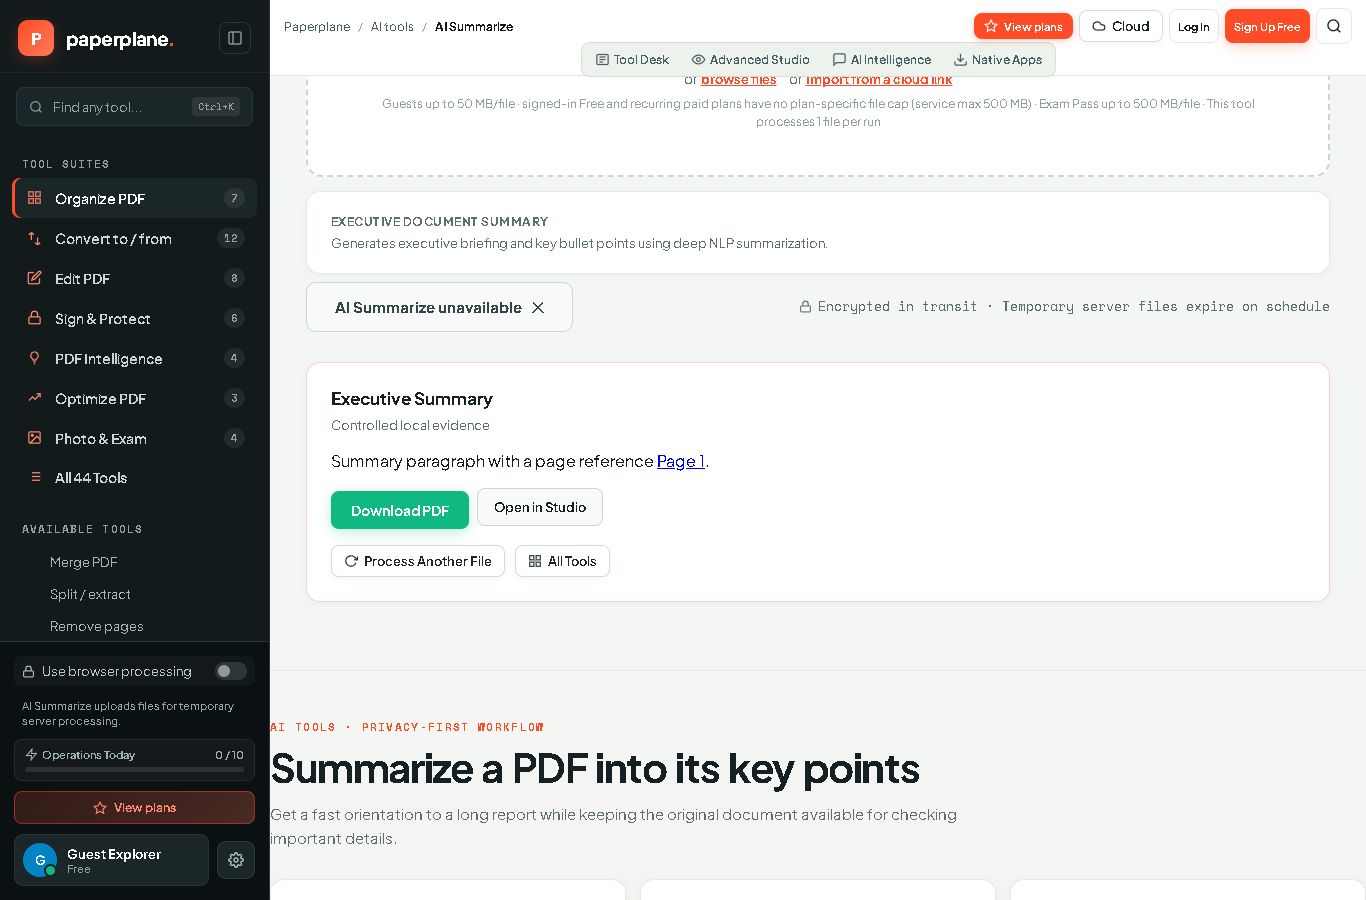 P
paperplane.
Find any tool...
Ctrl+K
TOOL SUITES
Organize PDF
7
Convert to / from
12
Edit PDF
8
Sign & Protect
6
PDF Intelligence
4
Optimize PDF
3
Photo & Exam
4
All 44 Tools
AVAILABLE TOOLS
Merge PDF
Split / extract
Remove pages
Use browser processing
AI Summarize uploads files for temporary
server processing.
Operations Today
0 / 10
View plans
G
Guest Explorer
Free
Paperplane / AI tools / AI Summarize
View plans
Cloud
Log In
Sign Up Free
Tool Desk
Advanced Studio
AI Intelligence
Native Apps
or browse files or import from a cloud link
Guests up to 50 MB/file · signed-in Free and recurring paid plans have no plan-specific file cap (service max 500 MB) · Exam Pass up to 500 MB/file · This tool
processes 1 file per run
EXECUTIVE DOCUMENT SUMMARY
Generates executive briefing and key bullet points using deep NLP summarization.
AI Summarize unavailable
Encrypted in transit · Temporary server files expire on schedule
Executive Summary
Controlled local evidence
Summary paragraph with a page reference Page 1.
Download PDF
Open in Studio
Process Another File
All Tools
AI TOOLS · PRIVACY-FIRST WORKFLOW
Summarize a PDF into its key points
Get a fast orientation to a long report while keeping the original document available for checking
important details.